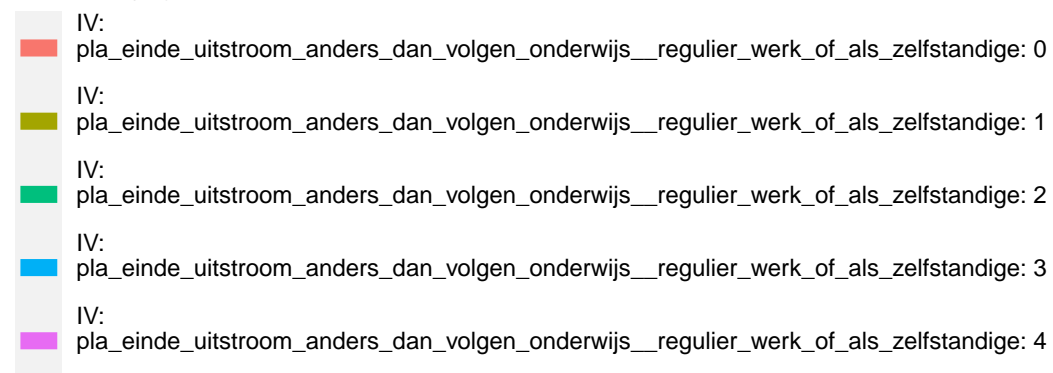 IV:
pla_einde_uitstroom_anders_dan_volgen_onderwijs__regulier_werk_of_als_zelfstandige: 0
IV:
pla_einde_uitstroom_anders_dan_volgen_onderwijs__regulier_werk_of_als_zelfstandige: 1
IV:
pla_einde_uitstroom_anders_dan_volgen_onderwijs__regulier_werk_of_als_zelfstandige: 2
IV:
pla_einde_uitstroom_anders_dan_volgen_onderwijs__regulier_werk_of_als_zelfstandige: 3
IV:
pla_einde_uitstroom_anders_dan_volgen_onderwijs__regulier_werk_of_als_zelfstandige: 4